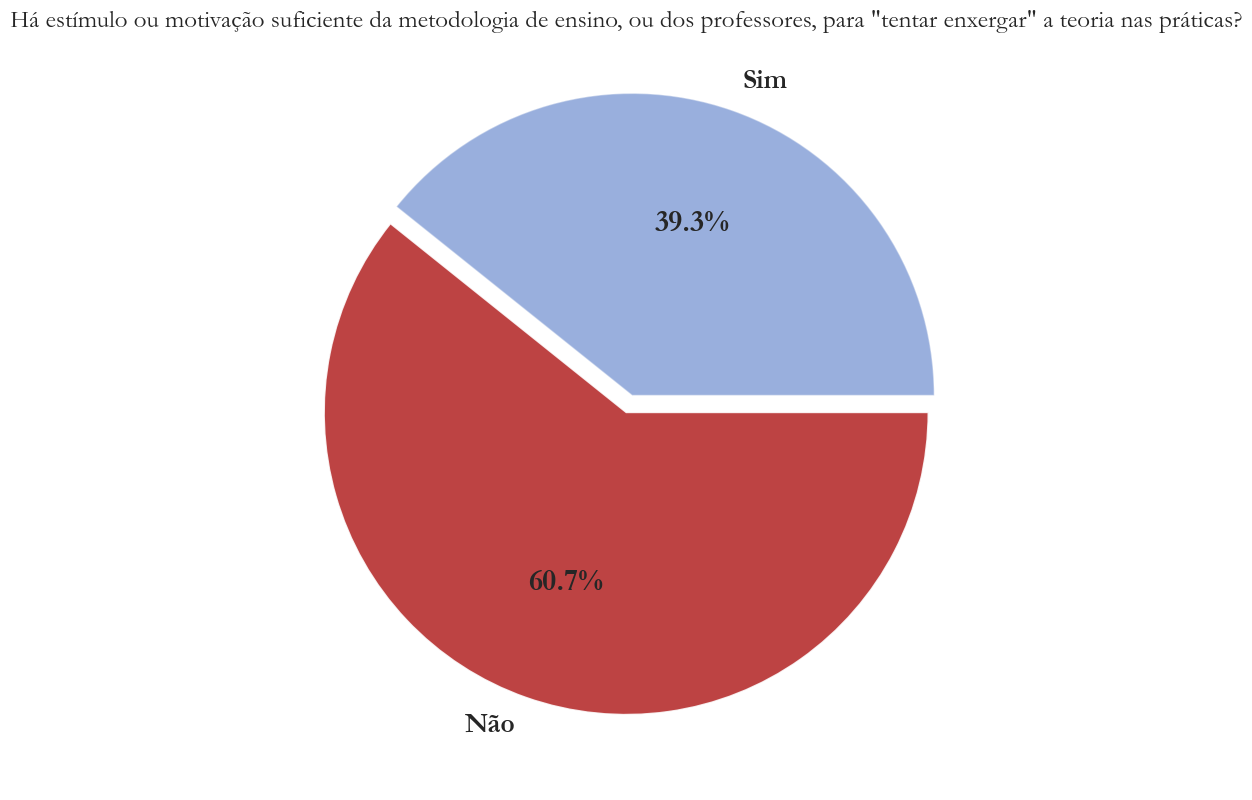 Há estímulo ou motivação suficiente da metodologia de ensino, ou dos professores, para "tentar enxergar" a teoria nas práticas?
Sim
39.3%
60.7%
Não